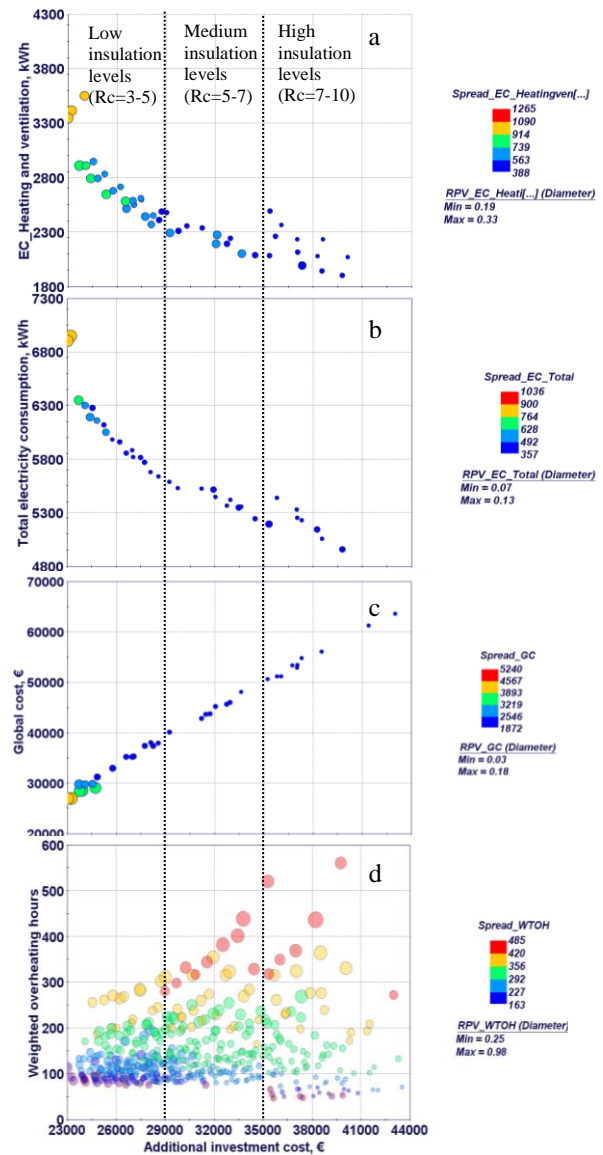 4300
3800
3300
2800
2300
1800
EC_Heating and ventilation, kWh
Low
insulation
levels
(Rc=3-5)
Medium
insulation
levels
(Rc=5-7)
High
insulation
levels
(Rc=7-10)
a
Spread_EC_Heatingven[...]
1265
1090
914
739
563
388
RPV_EC_Heati[...] (Diameter)
Min = 0.19
Max = 0.33
7300
6800
6300
5800
5300
4800
Total electricity consumption, kWh
b
Spread_EC_Total
1036
900
764
628
492
357
RPV_EC_Total (Diameter)
Min = 0.07
Max = 0.13
70000
60000
50000
40000
30000
20000
Global cost, €
c
Spread_GC
5240
4567
3893
3219
2546
1872
RPV_GC (Diameter)
Min = 0.03
Max = 0.18
600
500
400
300
200
100
0
Weighted overheating hours
d
Spread_WTOH
485
420
356
292
227
163
RPV_WTOH (Diameter)
Min = 0.25
Max = 0.98
23000 26000 29000 32000 35000 38000 41000 44000
Additional investment cost, €